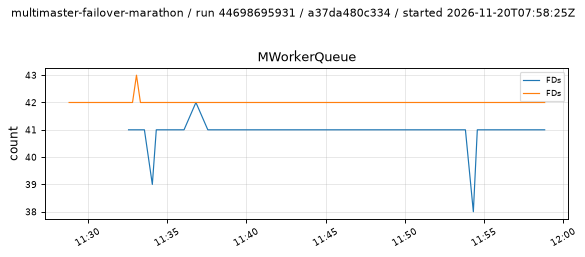 multimaster-failover-marathon / run 44698695931 / a37da480c334 / started 2026-11-20T07:58:25Z
MWorkerQueue
FDs
FDs
count
43
42
41
40
39
38
11:30
11:35
11:40
11:45
11:50
11:55
12:00